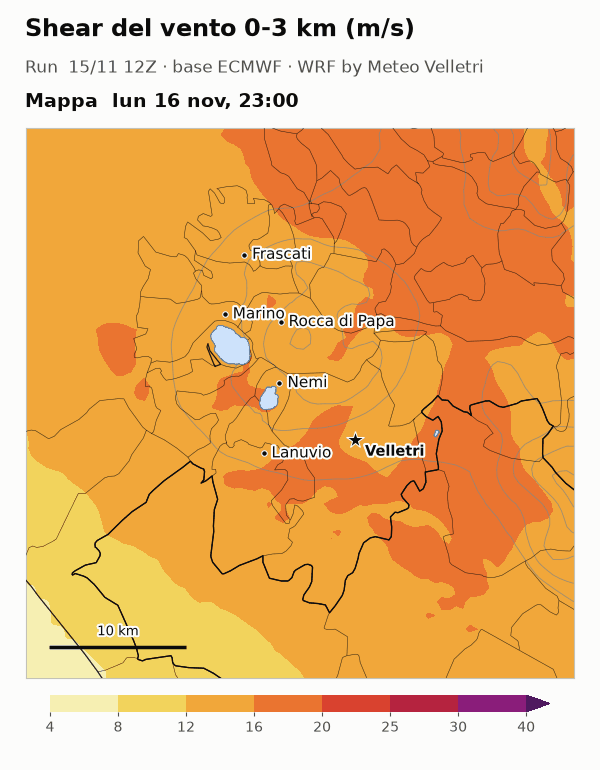 Shear del vento 0-3 km (m/s)
Run  15/11 12Z · base ECMWF · WRF by Meteo Velletri
Mappa  lun 16 nov, 23:00
Frascati
Marino
Rocca di Papa
Nemi
Velletri
Lanuvio
10 km
4 8 12 16 20 25 30 40